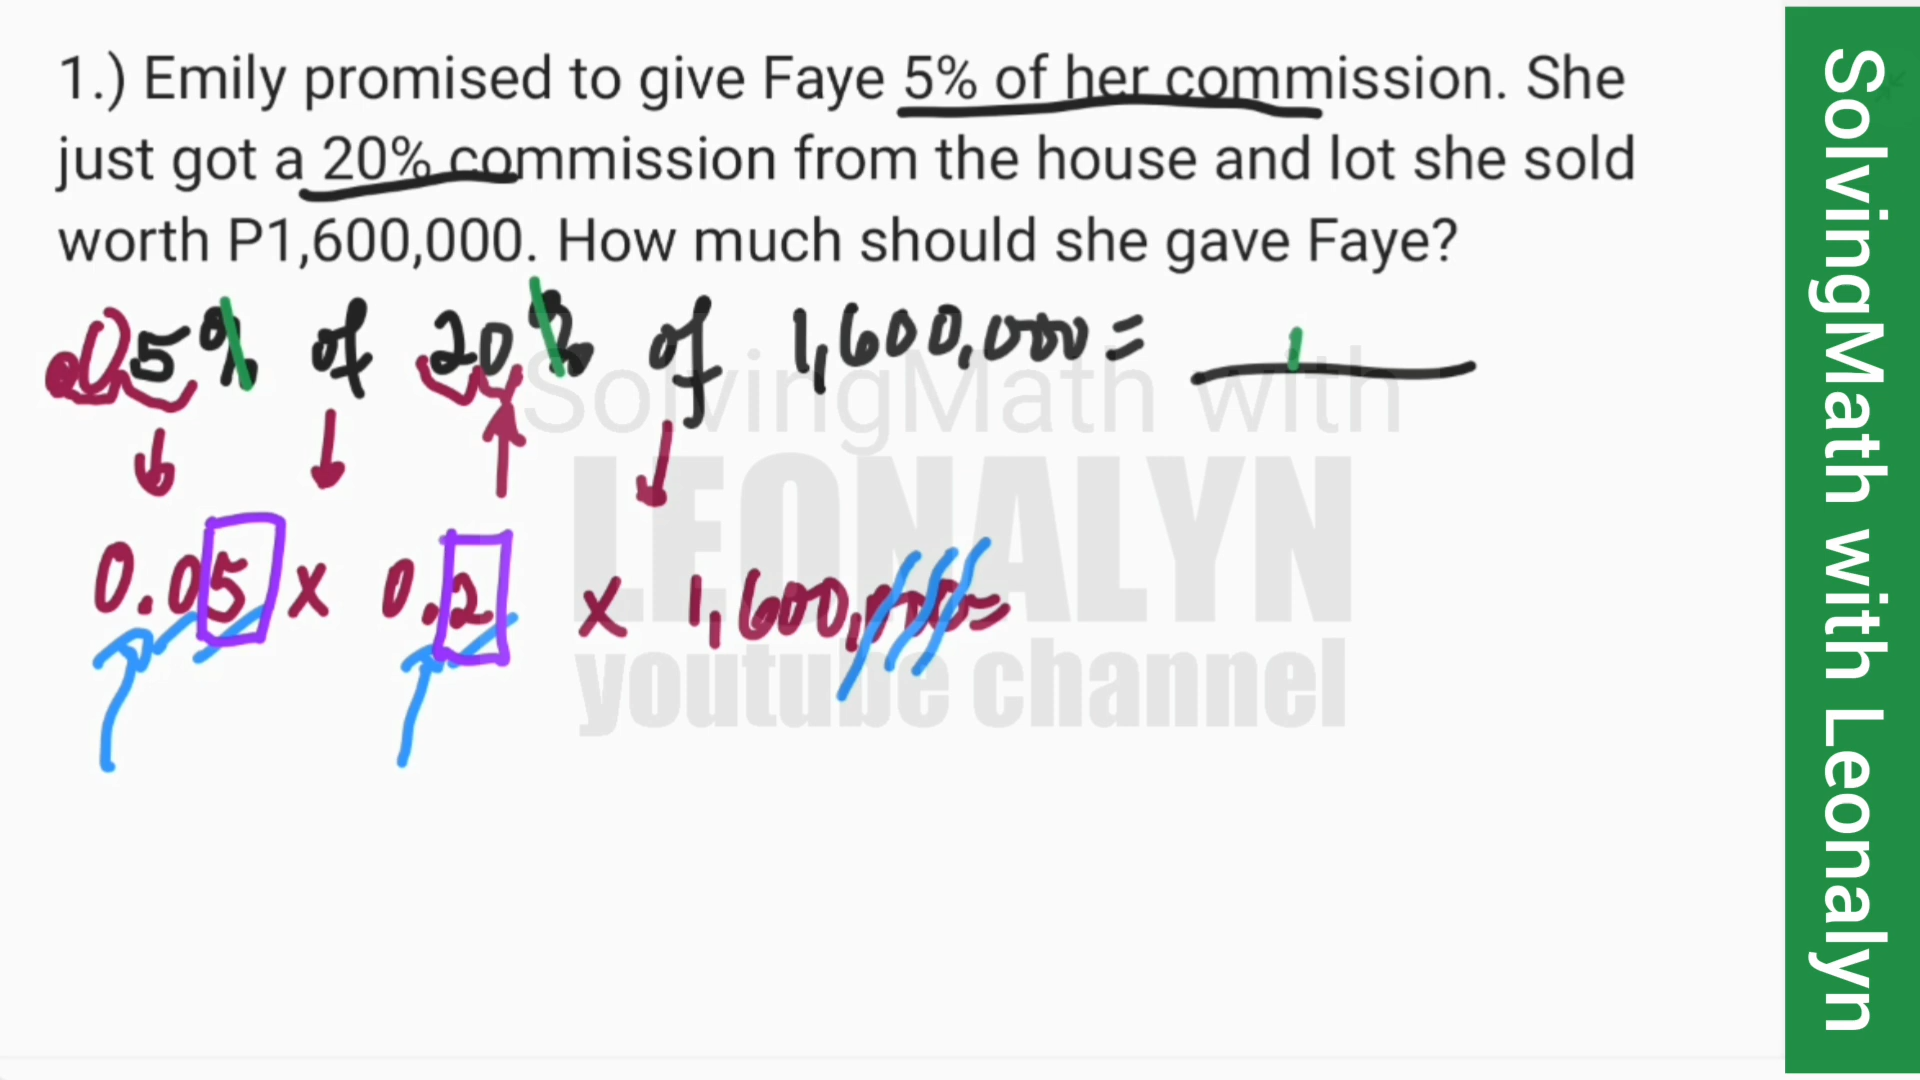 1.) Emily promised to give Faye 5% of her commission. She
just got a 20% commission from the house and lot she sold
worth P1,600,000. How much should she gave Faye?
5% of 20% of 1,600,000 =
0.05 x 0.2 x 1,600,000=
SolvingMath with
LEONALYN
youtube channel
SolvingMath with Leonalyn